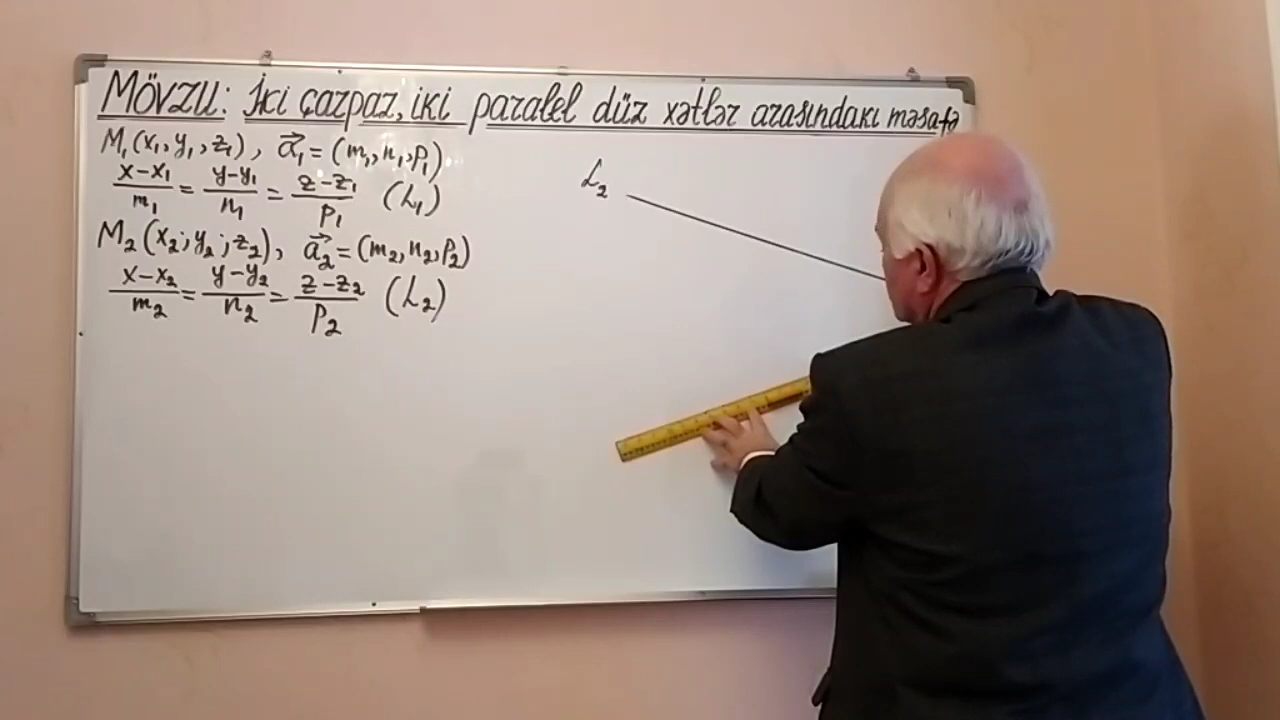 MÖVZU: İki çarpaz, iki paralel düz xətlər arasındakı məsafə
M₁(x₁, y₁, z₁), a⃗₁=(m₁, n₁, p₁)
(x-x₁)/m₁ = (y-y₁)/n₁ = (z-z₁)/p₁ (L₁)
M₂(x₂; y₂; z₂), a⃗₂=(m₂, n₂, p₂)
(x-x₂)/m₂ = (y-y₂)/n₂ = (z-z₂)/p₂ (L₂)
L₂